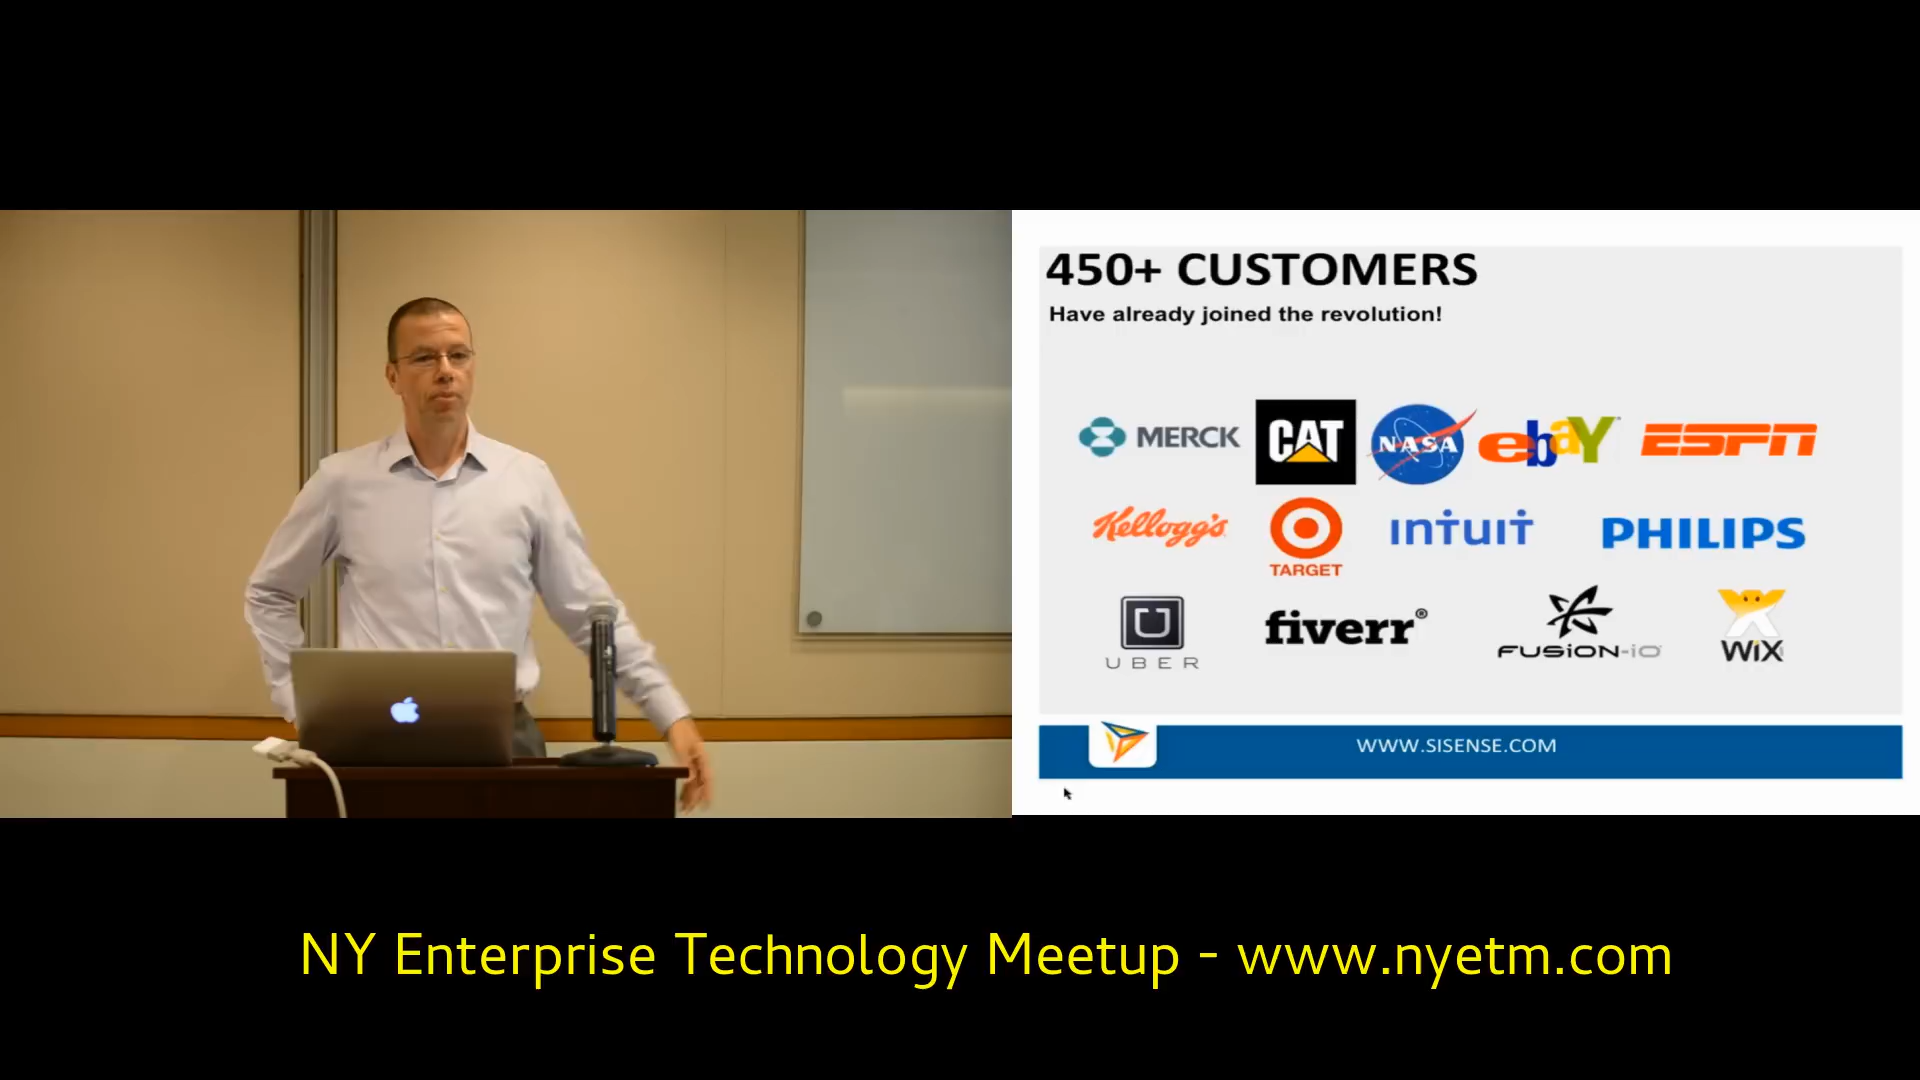 450+ CUSTOMERS
Have already joined the revolution!
MERCK CAT NASA ebaY ESPN
Kellogg's TARGET intuit PHILIPS
UBER fiverr® FUSiON-iO WiX
WWW.SISENSE.COM
NY Enterprise Technology Meetup - www.nyetm.com